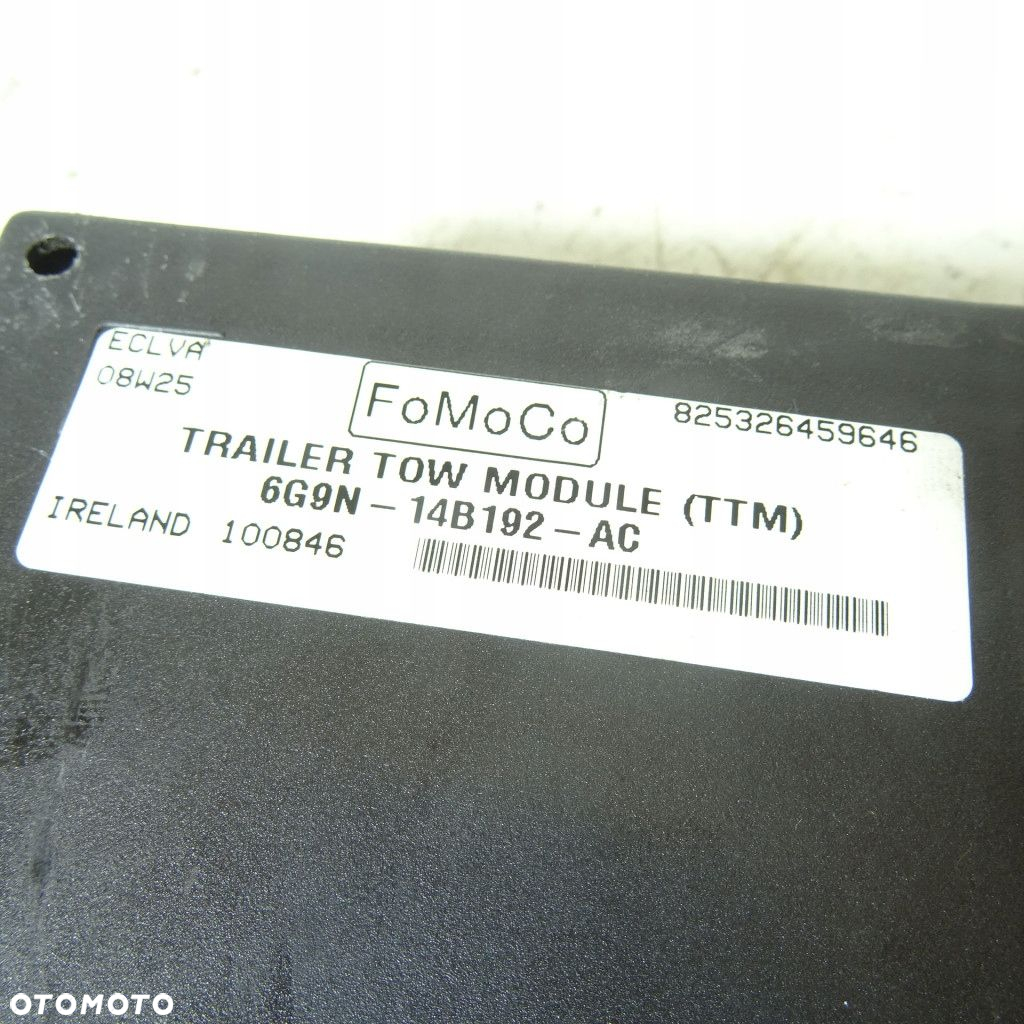 ECLVA
08W25
FoMoCo
825326459646
TRAILER TOW MODULE (TTM)
6G9N - 14B192 - AC
IRELAND 100846
OTOMOTO